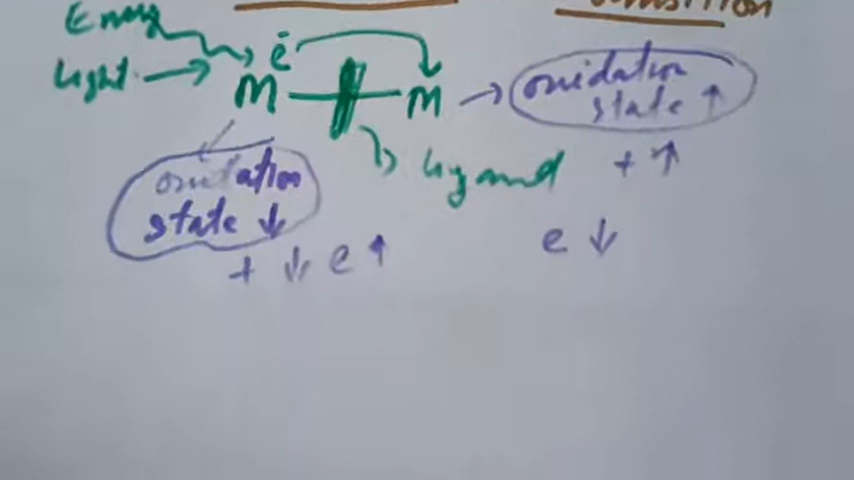 Energy
light
ē
M — M
oxidation
state ↑
+ ↑
ligand
oxidation
state ↓
+ ↓ e ↑
e ↓